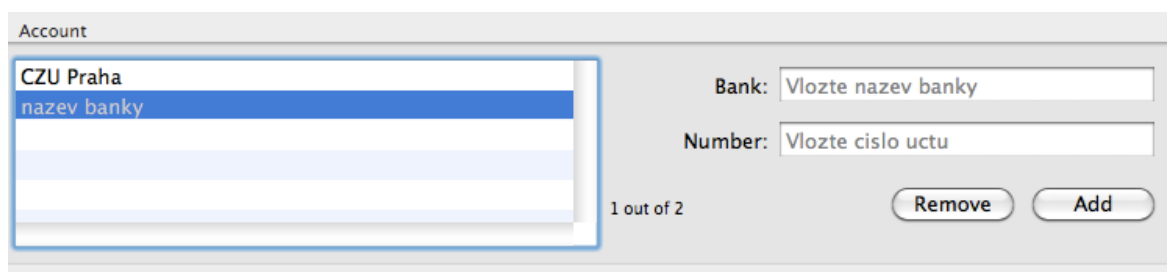 Account
CZU Praha
nazev banky
Bank: Vlozte nazev banky
Number: Vlozte cislo uctu
1 out of 2
Remove Add